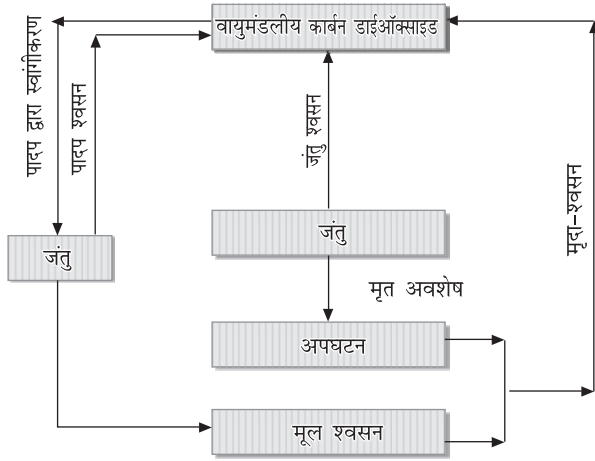 वायुमंडलीय कार्बन डाईऑक्साइड
पादप द्वारा स्वांगीकरण
पादप श्वसन
जंतु श्वसन
मृदा-श्वसन
जंतु
जंतु
मृत अवशेष
अपघटन
मूल श्वसन